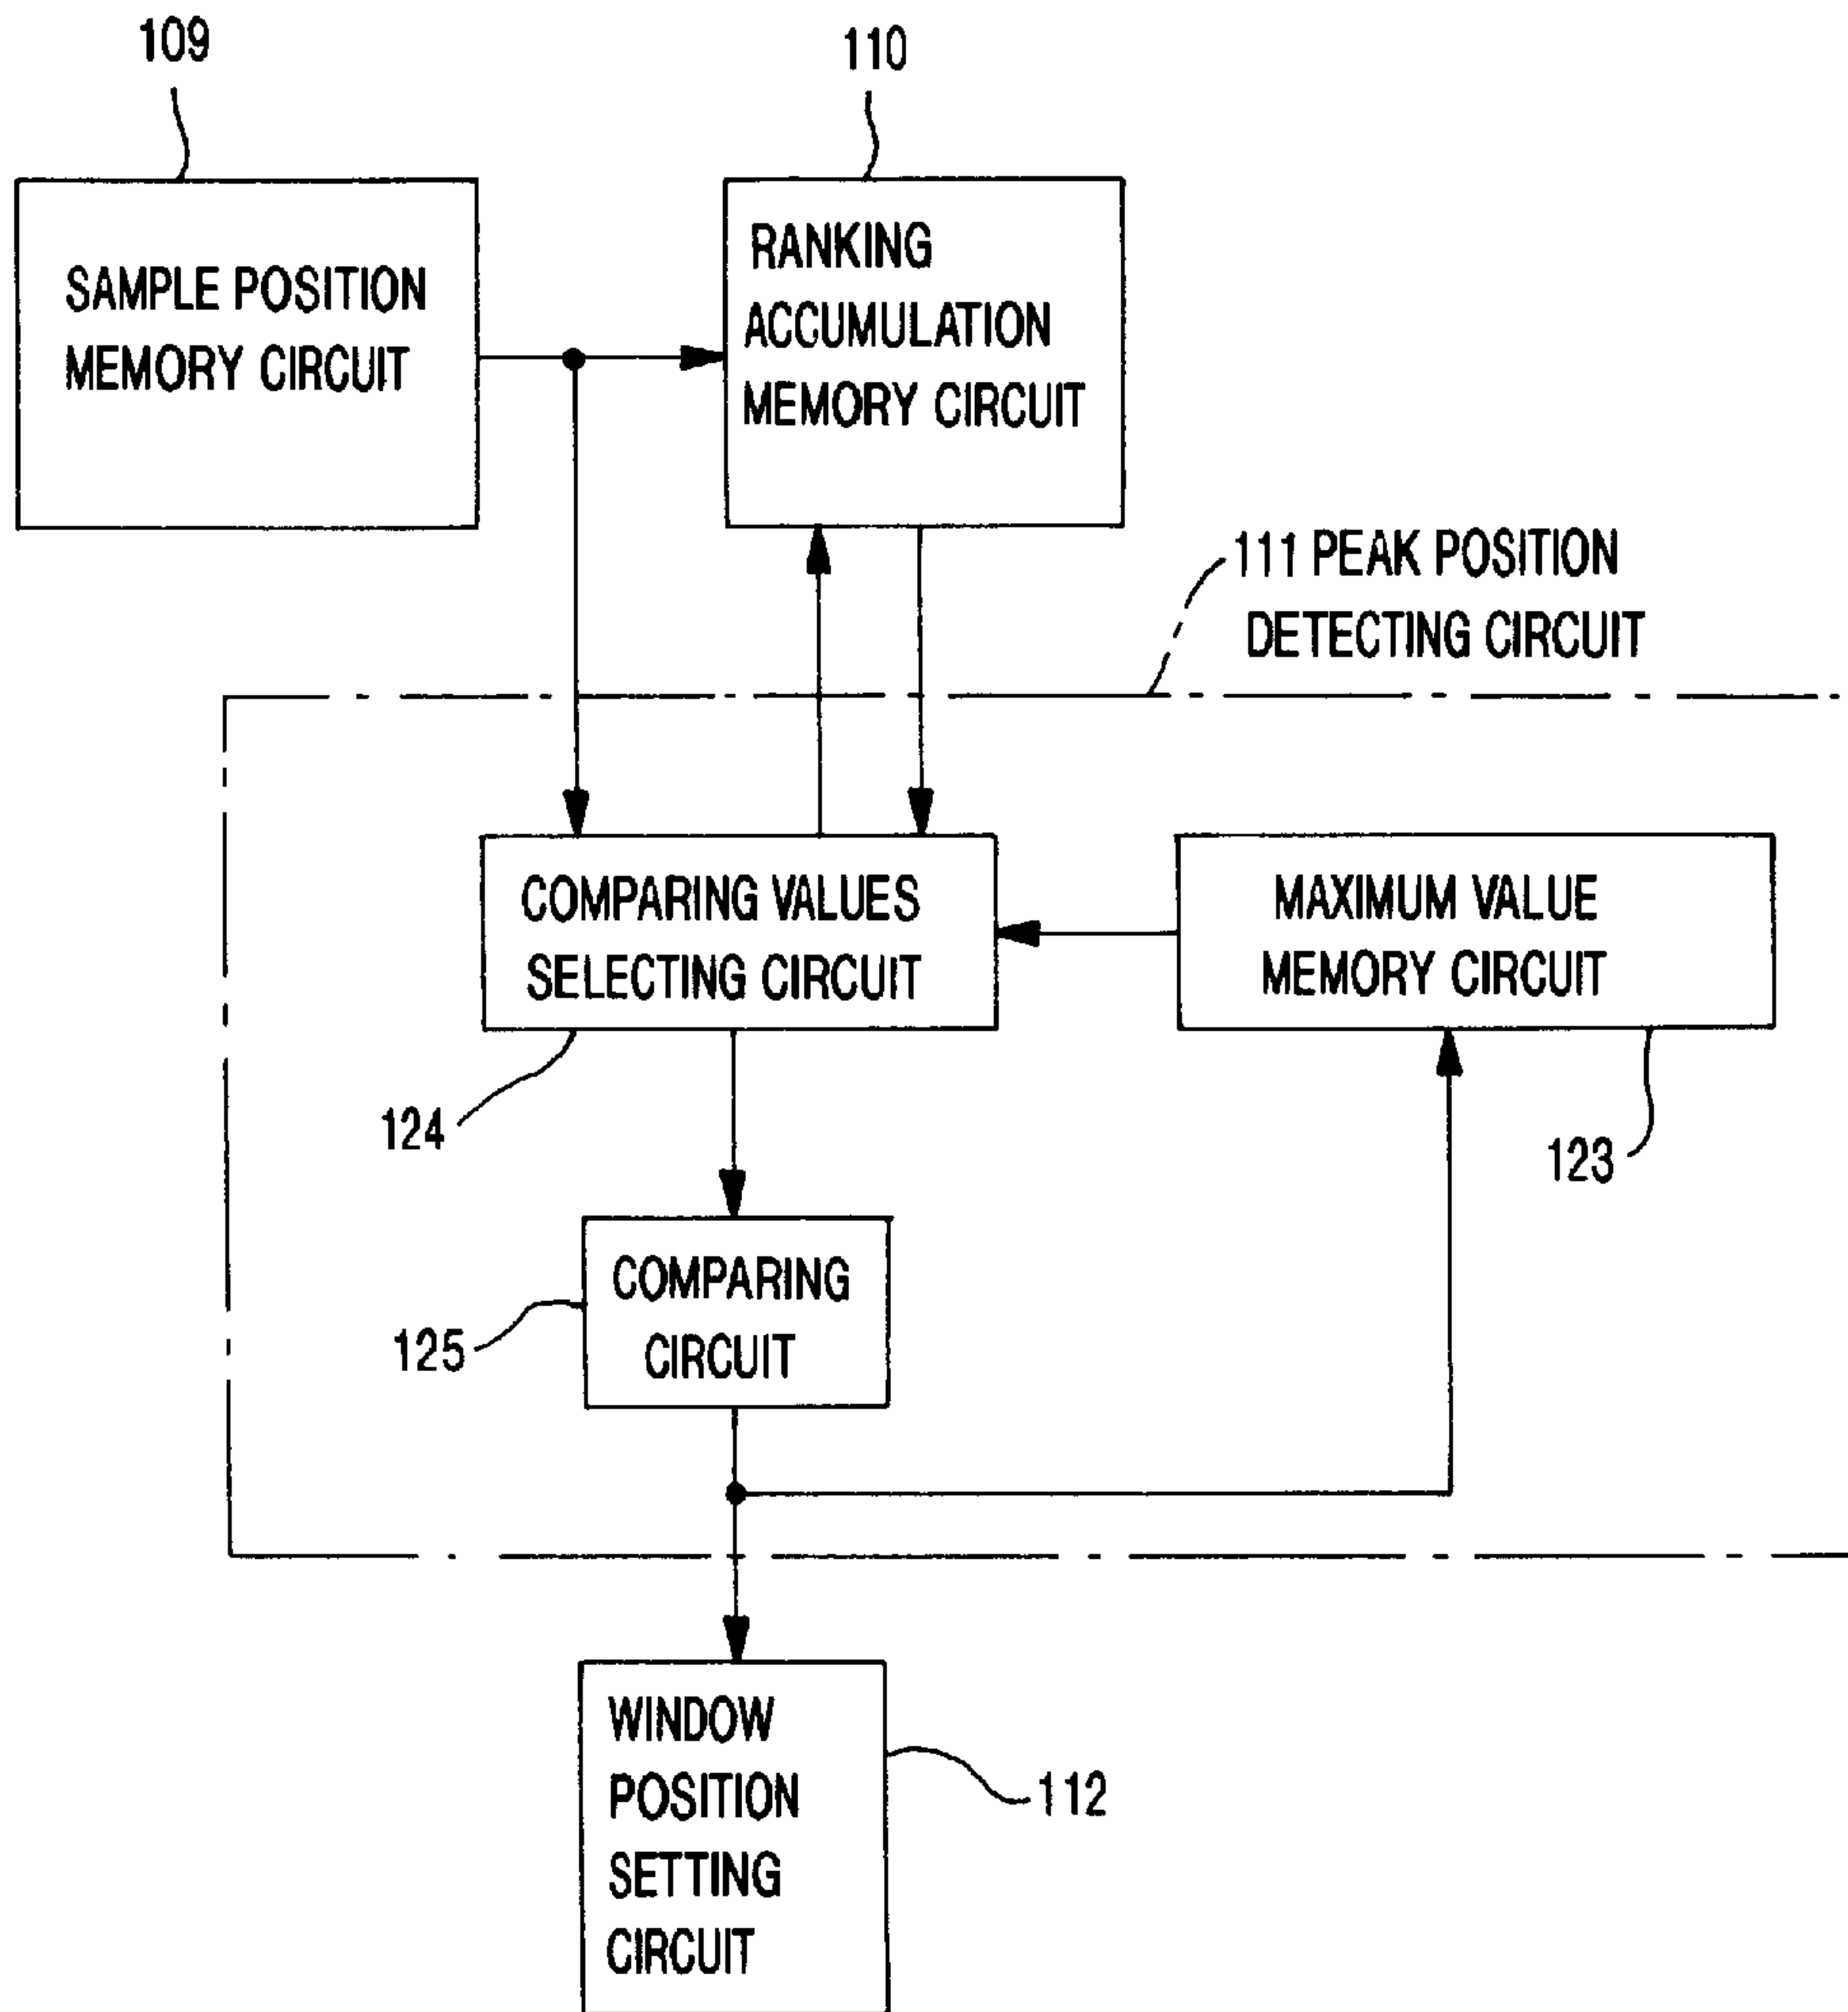 109
110
SAMPLE POSITION
MEMORY CIRCUIT
RANKING
ACCUMULATION
MEMORY CIRCUIT
111 PEAK POSITION
DETECTING CIRCUIT
COMPARING VALUES
SELECTING CIRCUIT
MAXIMUM VALUE
MEMORY CIRCUIT
124
123
COMPARING
CIRCUIT
125
WINDOW
POSITION
SETTING
CIRCUIT
112